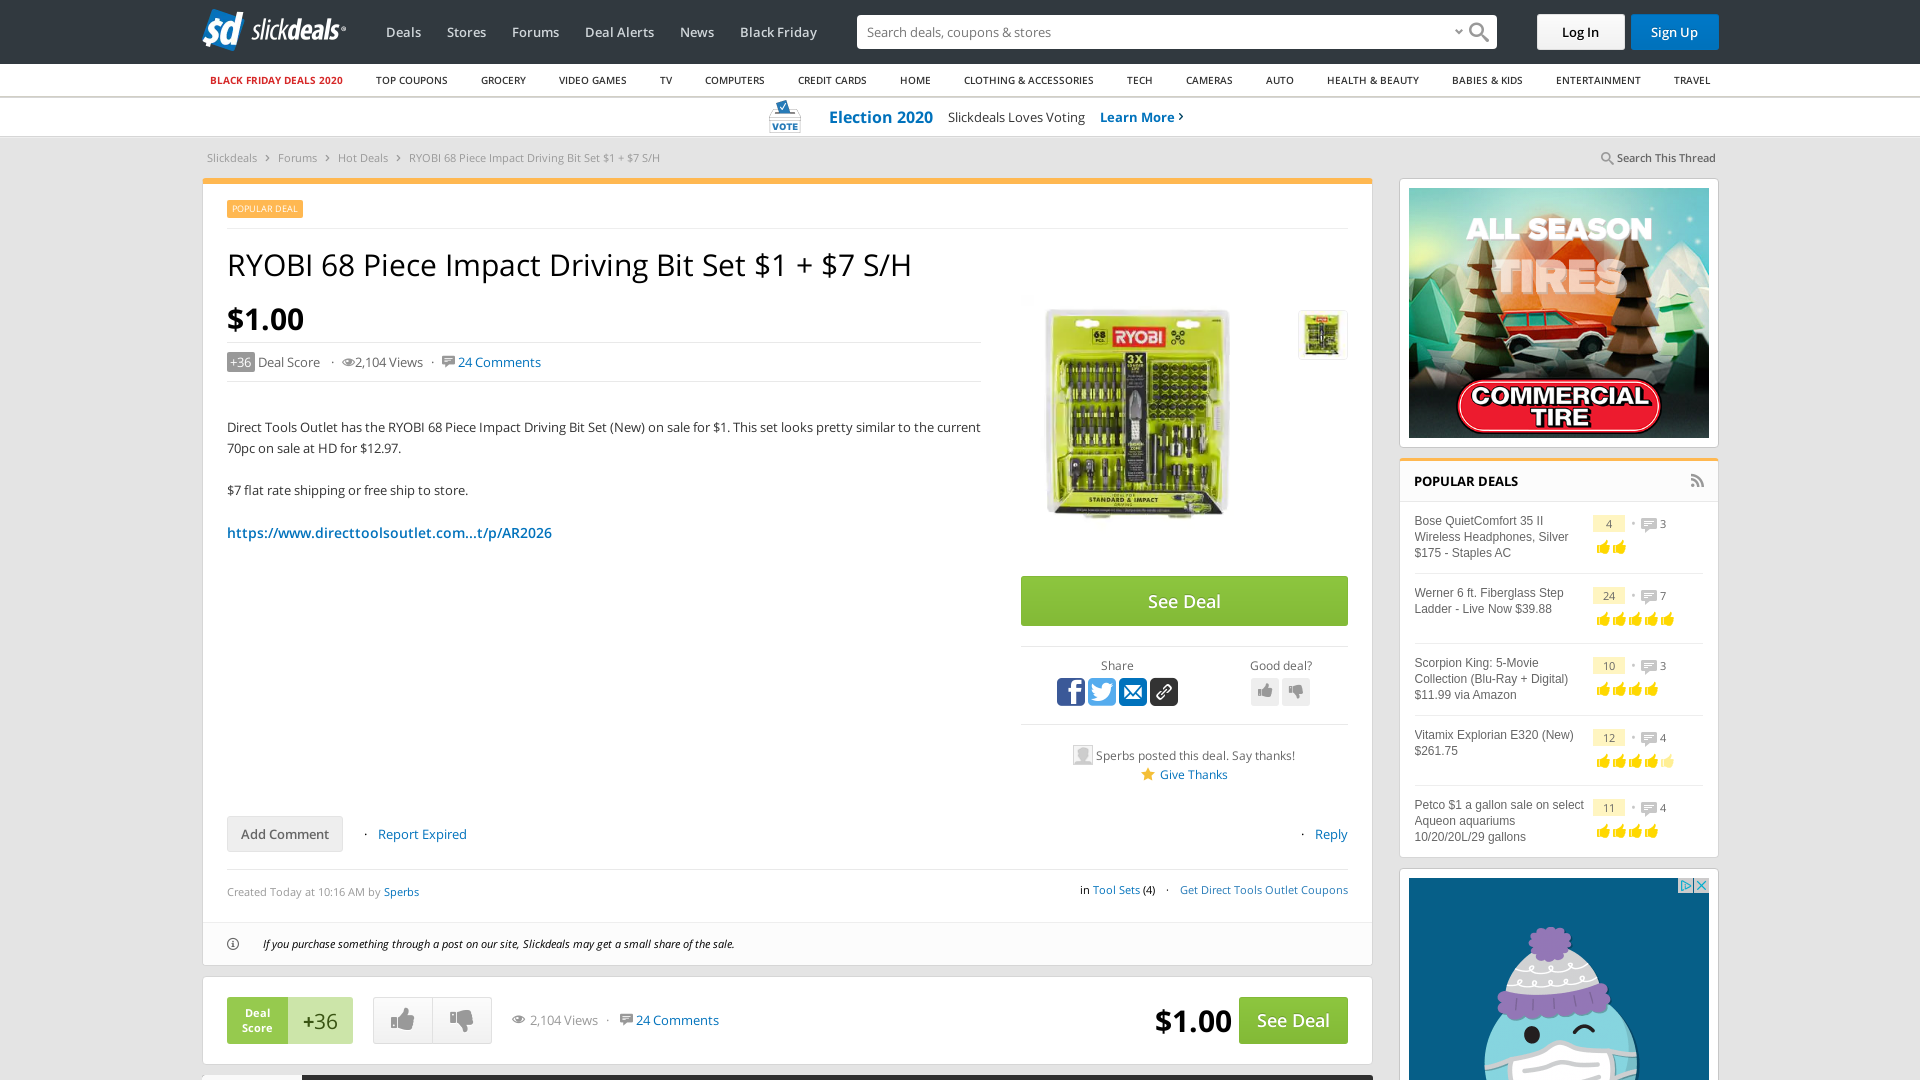 sd slickdeals
Deals Stores Forums Deal Alerts News Black Friday
Search deals, coupons & stores
Log In
Sign Up
BLACK FRIDAY DEALS 2020 TOP COUPONS GROCERY VIDEO GAMES TV COMPUTERS CREDIT CARDS HOME CLOTHING & ACCESSORIES TECH CAMERAS AUTO HEALTH & BEAUTY BABIES & KIDS ENTERTAINMENT TRAVEL
VOTE
Election 2020 Slickdeals Loves Voting Learn More
Slickdeals > Forums > Hot Deals > RYOBI 68 Piece Impact Driving Bit Set $1 + $7 S/H
Search This Thread
POPULAR DEAL
RYOBI 68 Piece Impact Driving Bit Set $1 + $7 S/H
$1.00
+36 Deal Score · 2,104 Views · 24 Comments
Direct Tools Outlet has the RYOBI 68 Piece Impact Driving Bit Set (New) on sale for $1. This set looks pretty similar to the current
70pc on sale at HD for $12.97.
$7 flat rate shipping or free ship to store.
https://www.directtoolsoutlet.com...t/p/AR2026
68
RYOBI
3X
STANDARD & IMPACT
See Deal
Share
Good deal?
Sperbs posted this deal. Say thanks!
Give Thanks
Add Comment · Report Expired
· Reply
Created Today at 10:16 AM by Sperbs
in Tool Sets (4) · Get Direct Tools Outlet Coupons
If you purchase something through a post on our site, Slickdeals may get a small share of the sale.
Deal
Score
+36
2,104 Views · 24 Comments
$1.00
See Deal
ALL SEASON
TIRES
COMMERCIAL
TIRE
POPULAR DEALS
Bose QuietComfort 35 II
Wireless Headphones, Silver
$175 - Staples AC
4 • 3
Werner 6 ft. Fiberglass Step
Ladder - Live Now $39.88
24 • 7
Scorpion King: 5-Movie
Collection (Blu-Ray + Digital)
$11.99 via Amazon
10 • 3
Vitamix Explorian E320 (New)
$261.75
12 • 4
Petco $1 a gallon sale on select
Aqueon aquariums
10/20/20L/29 gallons
11 • 4